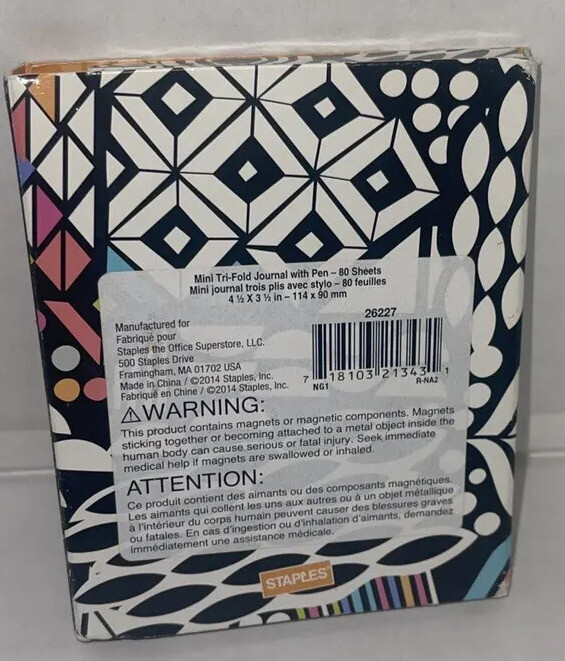 Mini Tri-Fold Journal with Pen – 80 Sheets
Mini journal trois plis avec stylo – 80 feuilles
4 ½ X 3 ½ in – 114 x 90 mm
Manufactured for
Fabriqué pour
Staples the Office Superstore, LLC.
500 Staples Drive
Framingham, MA 01702 USA
Made in China / ©2014 Staples, Inc.
Fabriqué en Chine / ©2014 Staples, Inc.
26227
7 18103 21343 1
NG1 R-NA2
⚠WARNING:
This product contains magnets or magnetic components. Magnets
sticking together or becoming attached to a metal object inside the
human body can cause serious or fatal injury. Seek immediate
medical help if magnets are swallowed or inhaled.
ATTENTION:
Ce produit contient des aimants ou des composants magnétiques.
Les aimants qui collent les uns aux autres ou à un objet métallique
à l'intérieur du corps humain peuvent causer des blessures graves
ou fatales. En cas d'ingestion ou d'inhalation d'aimants, demandez
immédiatement une assistance médicale.
STAPLES